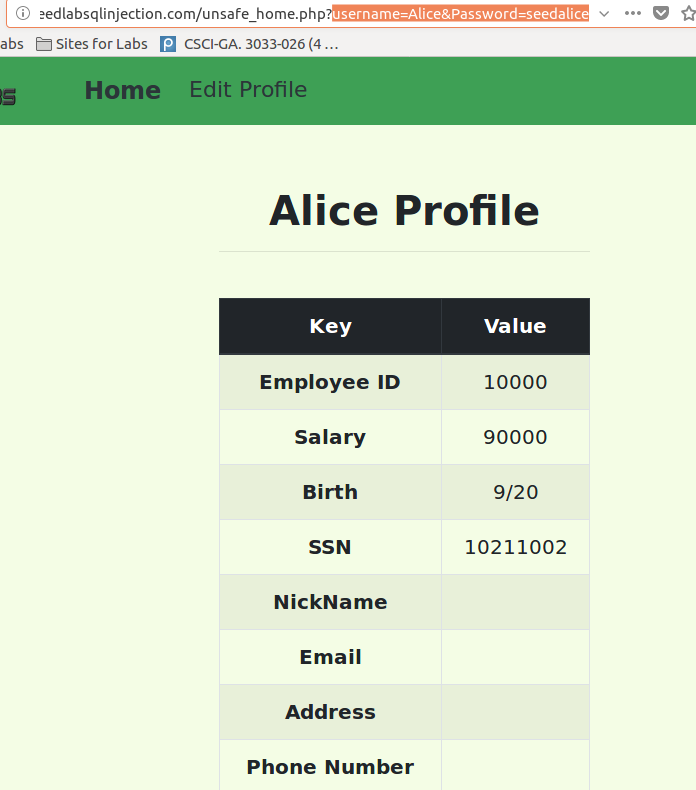 edlabsqlinjection.com/unsafe_home.php?username=Alice&Password=seedalice
abs Sites for Labs CSCI-GA. 3033-026 (4 ...
Home Edit Profile
Alice Profile
Key Value
Employee ID 10000
Salary 90000
Birth 9/20
SSN 10211002
NickName
Email
Address
Phone Number